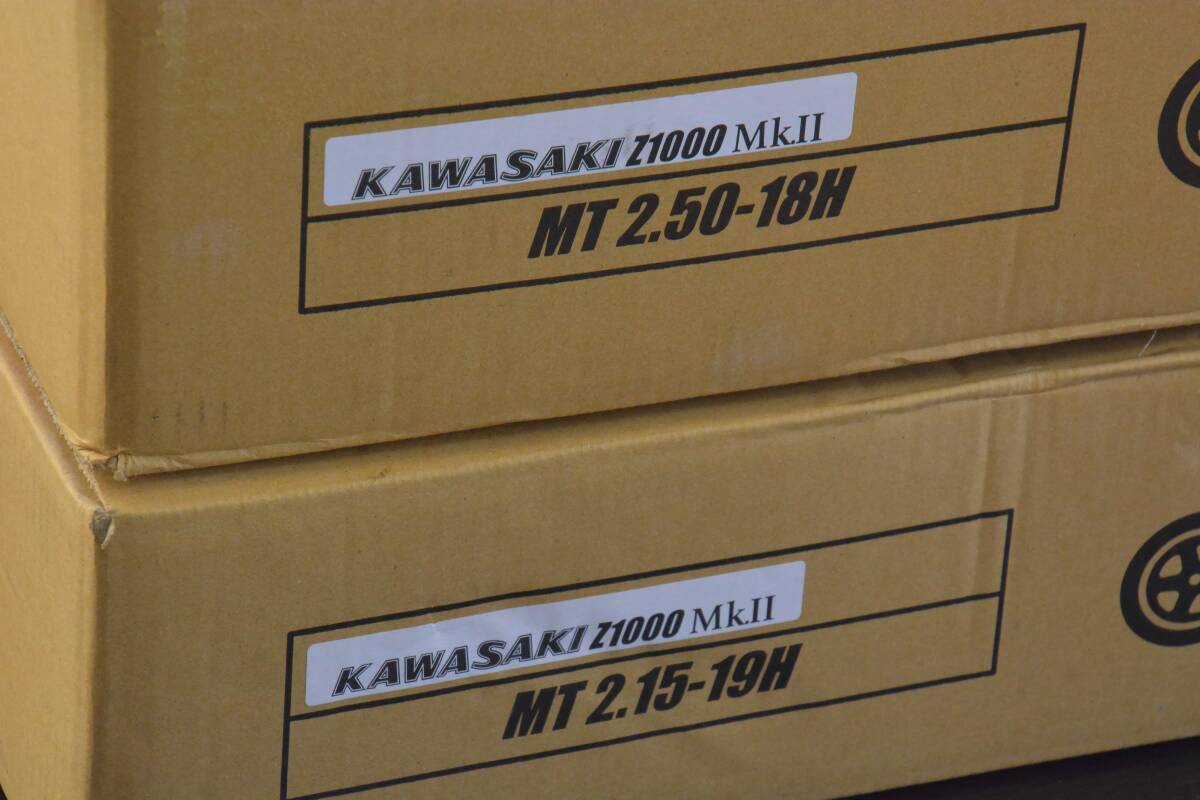 KAWASAKI Z1000 Mk.II
MT 2.50-18H
KAWASAKI Z1000 Mk.II
MT 2.15-19H